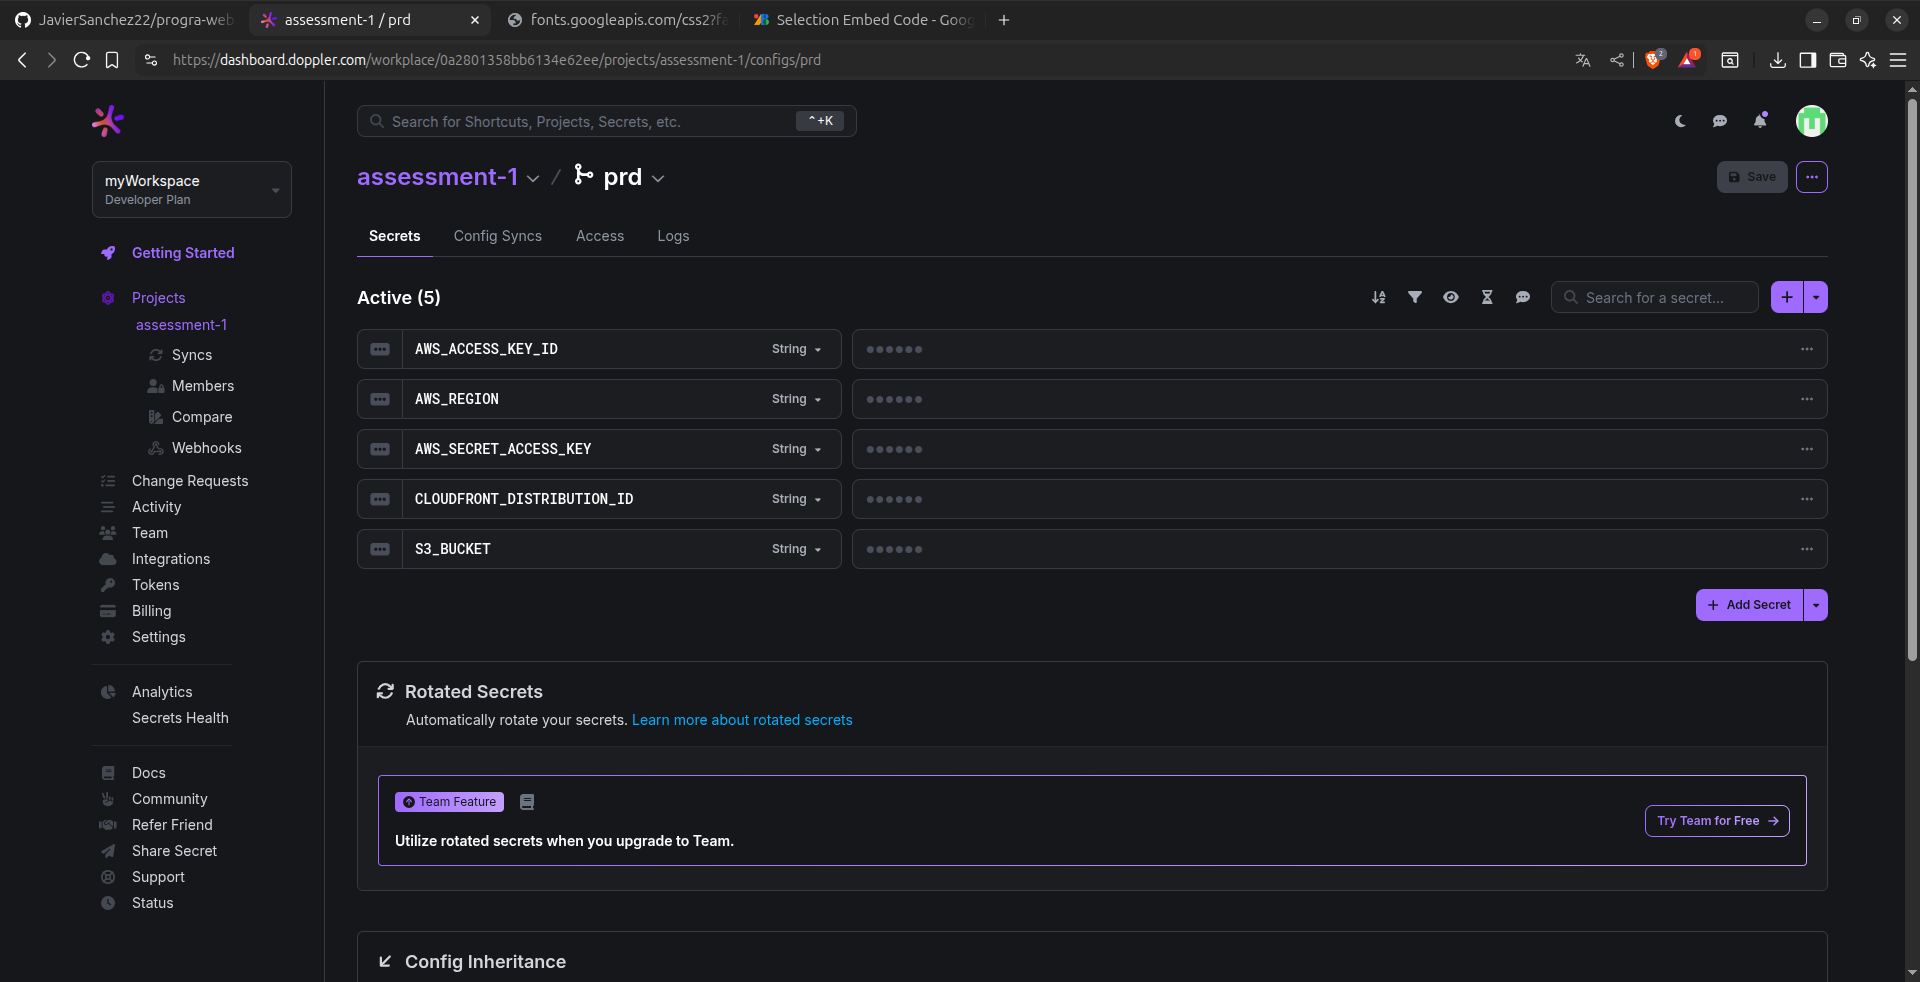 JavierSanchez22/progra-web
assessment-1 / prd
fonts.googleapis.com/css2?fa
Selection Embed Code - Goog
https://dashboard.doppler.com/workplace/0a2801358bb6134e62ee/projects/assessment-1/configs/prd
2
1
Search for Shortcuts, Projects, Secrets, etc.
⌃+K
myWorkspace
Developer Plan
assessment-1 / prd
Save
Getting Started
Secrets
Config Syncs
Access
Logs
Projects
assessment-1
Syncs
Members
Compare
Webhooks
Change Requests
Activity
Team
Integrations
Tokens
Billing
Settings
Analytics
Secrets Health
Docs
Community
Refer Friend
Share Secret
Support
Status
Active (5)
Search for a secret...
AWS_ACCESS_KEY_ID String
AWS_REGION String
AWS_SECRET_ACCESS_KEY String
CLOUDFRONT_DISTRIBUTION_ID String
S3_BUCKET String
+ Add Secret
Rotated Secrets
Automatically rotate your secrets. Learn more about rotated secrets
Team Feature
Utilize rotated secrets when you upgrade to Team.
Try Team for Free →
Config Inheritance